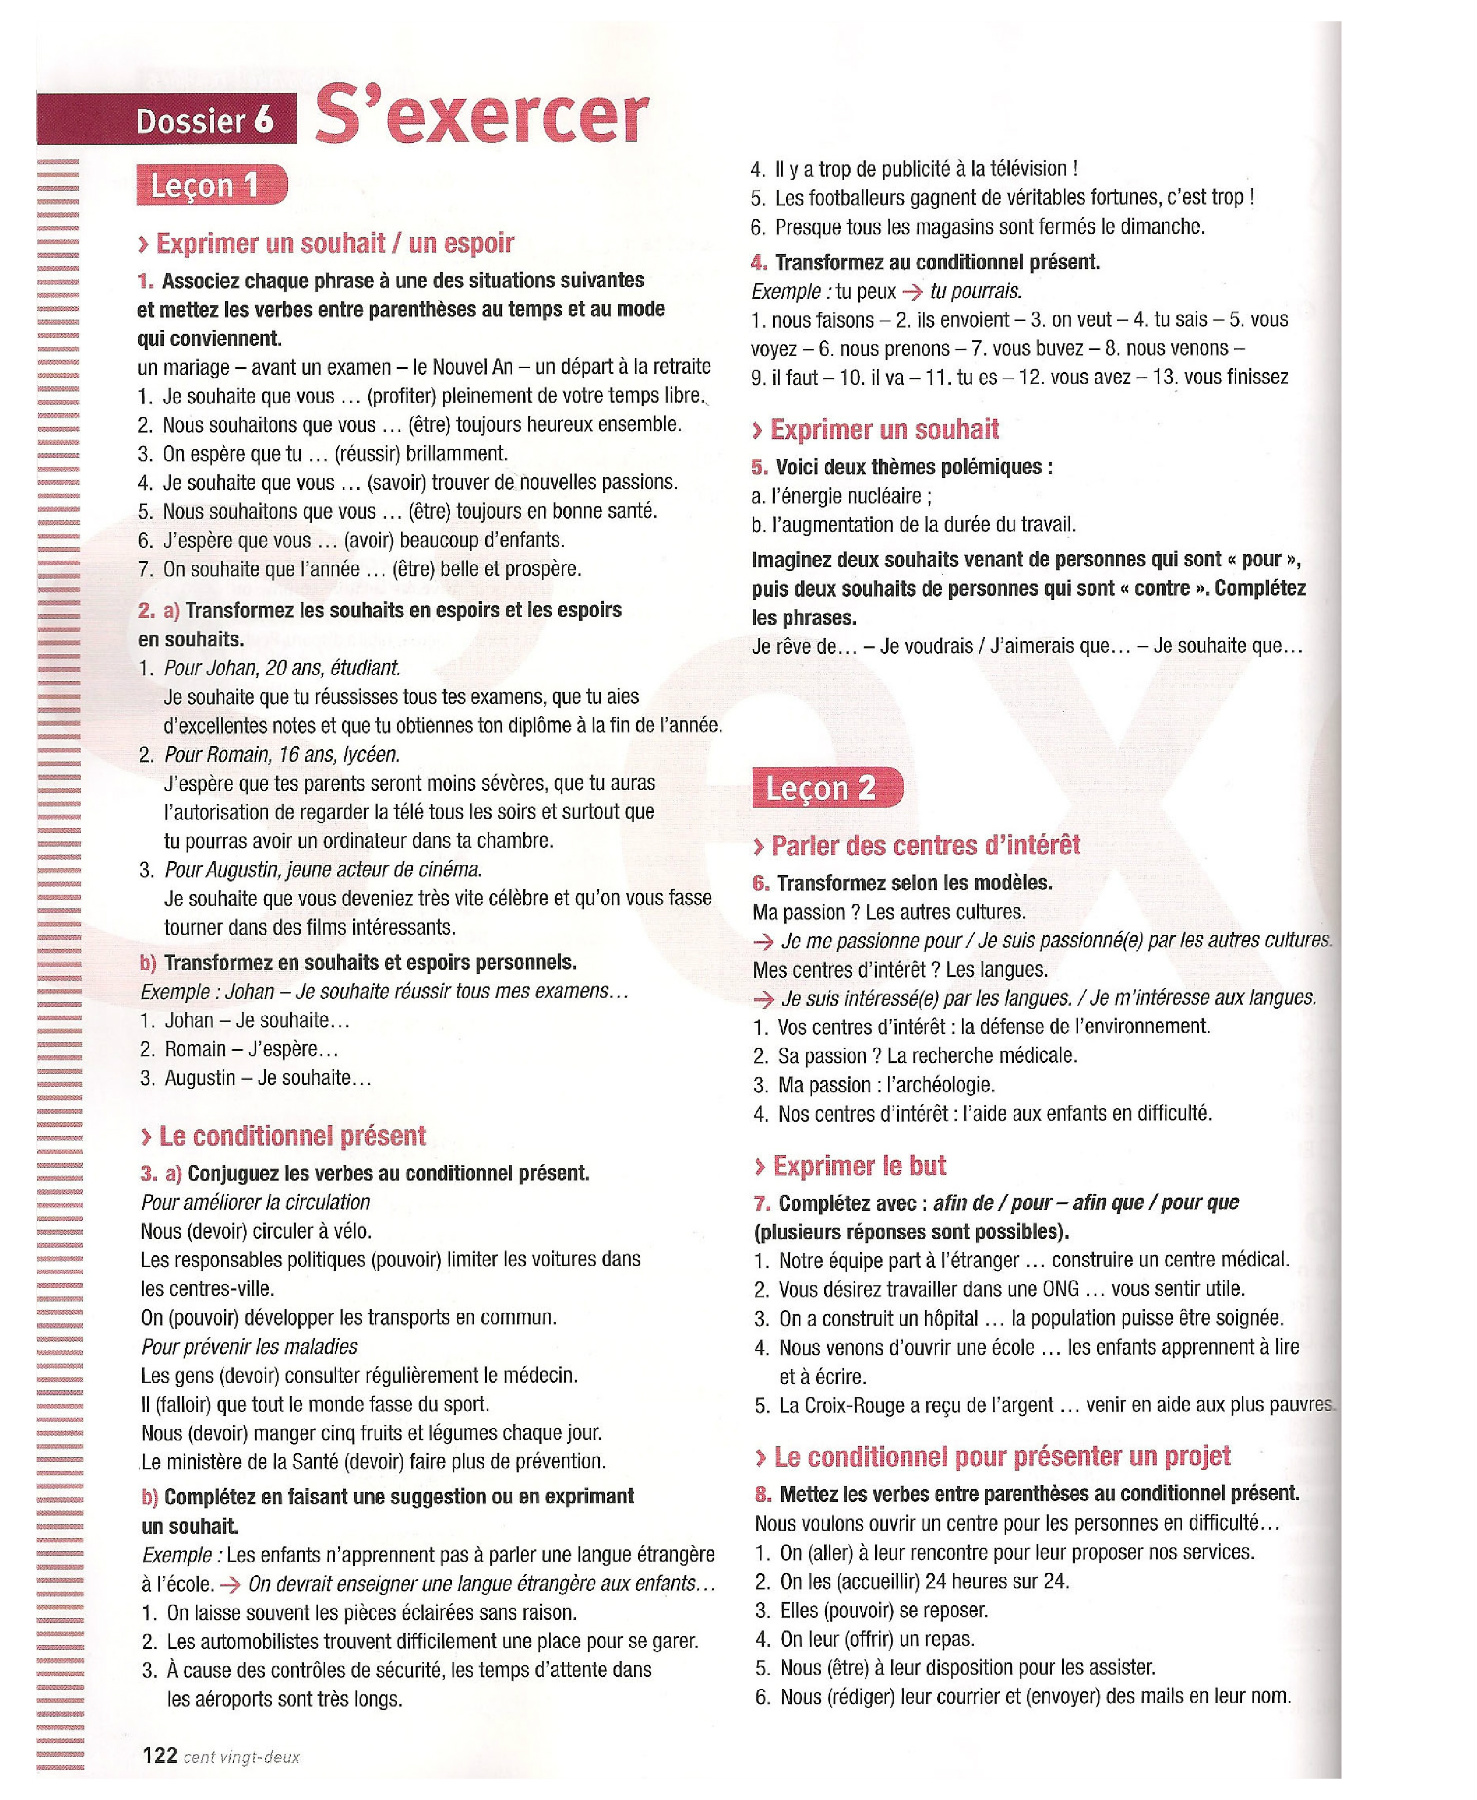 Dossier 6 S'exercer
Leçon 1
› Exprimer un souhait / un espoir
1. Associez chaque phrase à une des situations suivantes
et mettez les verbes entre parenthèses au temps et au mode
qui conviennent.
un mariage – avant un examen – le Nouvel An – un départ à la retraite
1. Je souhaite que vous ... (profiter) pleinement de votre temps libre.
2. Nous souhaitons que vous ... (être) toujours heureux ensemble.
3. On espère que tu ... (réussir) brillamment.
4. Je souhaite que vous ... (savoir) trouver de nouvelles passions.
5. Nous souhaitons que vous ... (être) toujours en bonne santé.
6. J'espère que vous ... (avoir) beaucoup d'enfants.
7. On souhaite que l'année ... (être) belle et prospère.
2. a) Transformez les souhaits en espoirs et les espoirs
en souhaits.
1. Pour Johan, 20 ans, étudiant.
Je souhaite que tu réussisses tous tes examens, que tu aies
d'excellentes notes et que tu obtiennes ton diplôme à la fin de l'année.
2. Pour Romain, 16 ans, lycéen.
J'espère que tes parents seront moins sévères, que tu auras
l'autorisation de regarder la télé tous les soirs et surtout que
tu pourras avoir un ordinateur dans ta chambre.
3. Pour Augustin, jeune acteur de cinéma.
Je souhaite que vous deveniez très vite célèbre et qu'on vous fasse
tourner dans des films intéressants.
b) Transformez en souhaits et espoirs personnels.
Exemple : Johan – Je souhaite réussir tous mes examens...
1. Johan – Je souhaite...
2. Romain – J'espère...
3. Augustin – Je souhaite...
› Le conditionnel présent
3. a) Conjuguez les verbes au conditionnel présent.
Pour améliorer la circulation
Nous (devoir) circuler à vélo.
Les responsables politiques (pouvoir) limiter les voitures dans
les centres-ville.
On (pouvoir) développer les transports en commun.
Pour prévenir les maladies
Les gens (devoir) consulter régulièrement le médecin.
Il (falloir) que tout le monde fasse du sport.
Nous (devoir) manger cinq fruits et légumes chaque jour.
Le ministère de la Santé (devoir) faire plus de prévention.
b) Complétez en faisant une suggestion ou en exprimant
un souhait.
Exemple : Les enfants n'apprennent pas à parler une langue étrangère
à l'école. → On devrait enseigner une langue étrangère aux enfants...
1. On laisse souvent les pièces éclairées sans raison.
2. Les automobilistes trouvent difficilement une place pour se garer.
3. À cause des contrôles de sécurité, les temps d'attente dans
les aéroports sont très longs.
122 cent vingt-deux
4. Il y a trop de publicité à la télévision !
5. Les footballeurs gagnent de véritables fortunes, c'est trop !
6. Presque tous les magasins sont fermés le dimanche.
4. Transformez au conditionnel présent.
Exemple : tu peux → tu pourrais.
1. nous faisons – 2. ils envoient – 3. on veut – 4. tu sais – 5. vous
voyez – 6. nous prenons – 7. vous buvez – 8. nous venons –
9. il faut – 10. il va – 11. tu es – 12. vous avez – 13. vous finissez
› Exprimer un souhait
5. Voici deux thèmes polémiques :
a. l'énergie nucléaire ;
b. l'augmentation de la durée du travail.
Imaginez deux souhaits venant de personnes qui sont « pour »,
puis deux souhaits de personnes qui sont « contre ». Complétez
les phrases.
Je rêve de... – Je voudrais / J'aimerais que... – Je souhaite que...
Leçon 2
› Parler des centres d'intérêt
6. Transformez selon les modèles.
Ma passion ? Les autres cultures.
→ Je me passionne pour / Je suis passionné(e) par les autres cultures.
Mes centres d'intérêt ? Les langues.
→ Je suis intéressé(e) par les langues. / Je m'intéresse aux langues.
1. Vos centres d'intérêt : la défense de l'environnement.
2. Sa passion ? La recherche médicale.
3. Ma passion : l'archéologie.
4. Nos centres d'intérêt : l'aide aux enfants en difficulté.
› Exprimer le but
7. Complétez avec : afin de / pour – afin que / pour que
(plusieurs réponses sont possibles).
1. Notre équipe part à l'étranger ... construire un centre médical.
2. Vous désirez travailler dans une ONG ... vous sentir utile.
3. On a construit un hôpital ... la population puisse être soignée.
4. Nous venons d'ouvrir une école ... les enfants apprennent à lire
et à écrire.
5. La Croix-Rouge a reçu de l'argent ... venir en aide aux plus pauvres.
› Le conditionnel pour présenter un projet
8. Mettez les verbes entre parenthèses au conditionnel présent.
Nous voulons ouvrir un centre pour les personnes en difficulté...
1. On (aller) à leur rencontre pour leur proposer nos services.
2. On les (accueillir) 24 heures sur 24.
3. Elles (pouvoir) se reposer.
4. On leur (offrir) un repas.
5. Nous (être) à leur disposition pour les assister.
6. Nous (rédiger) leur courrier et (envoyer) des mails en leur nom.